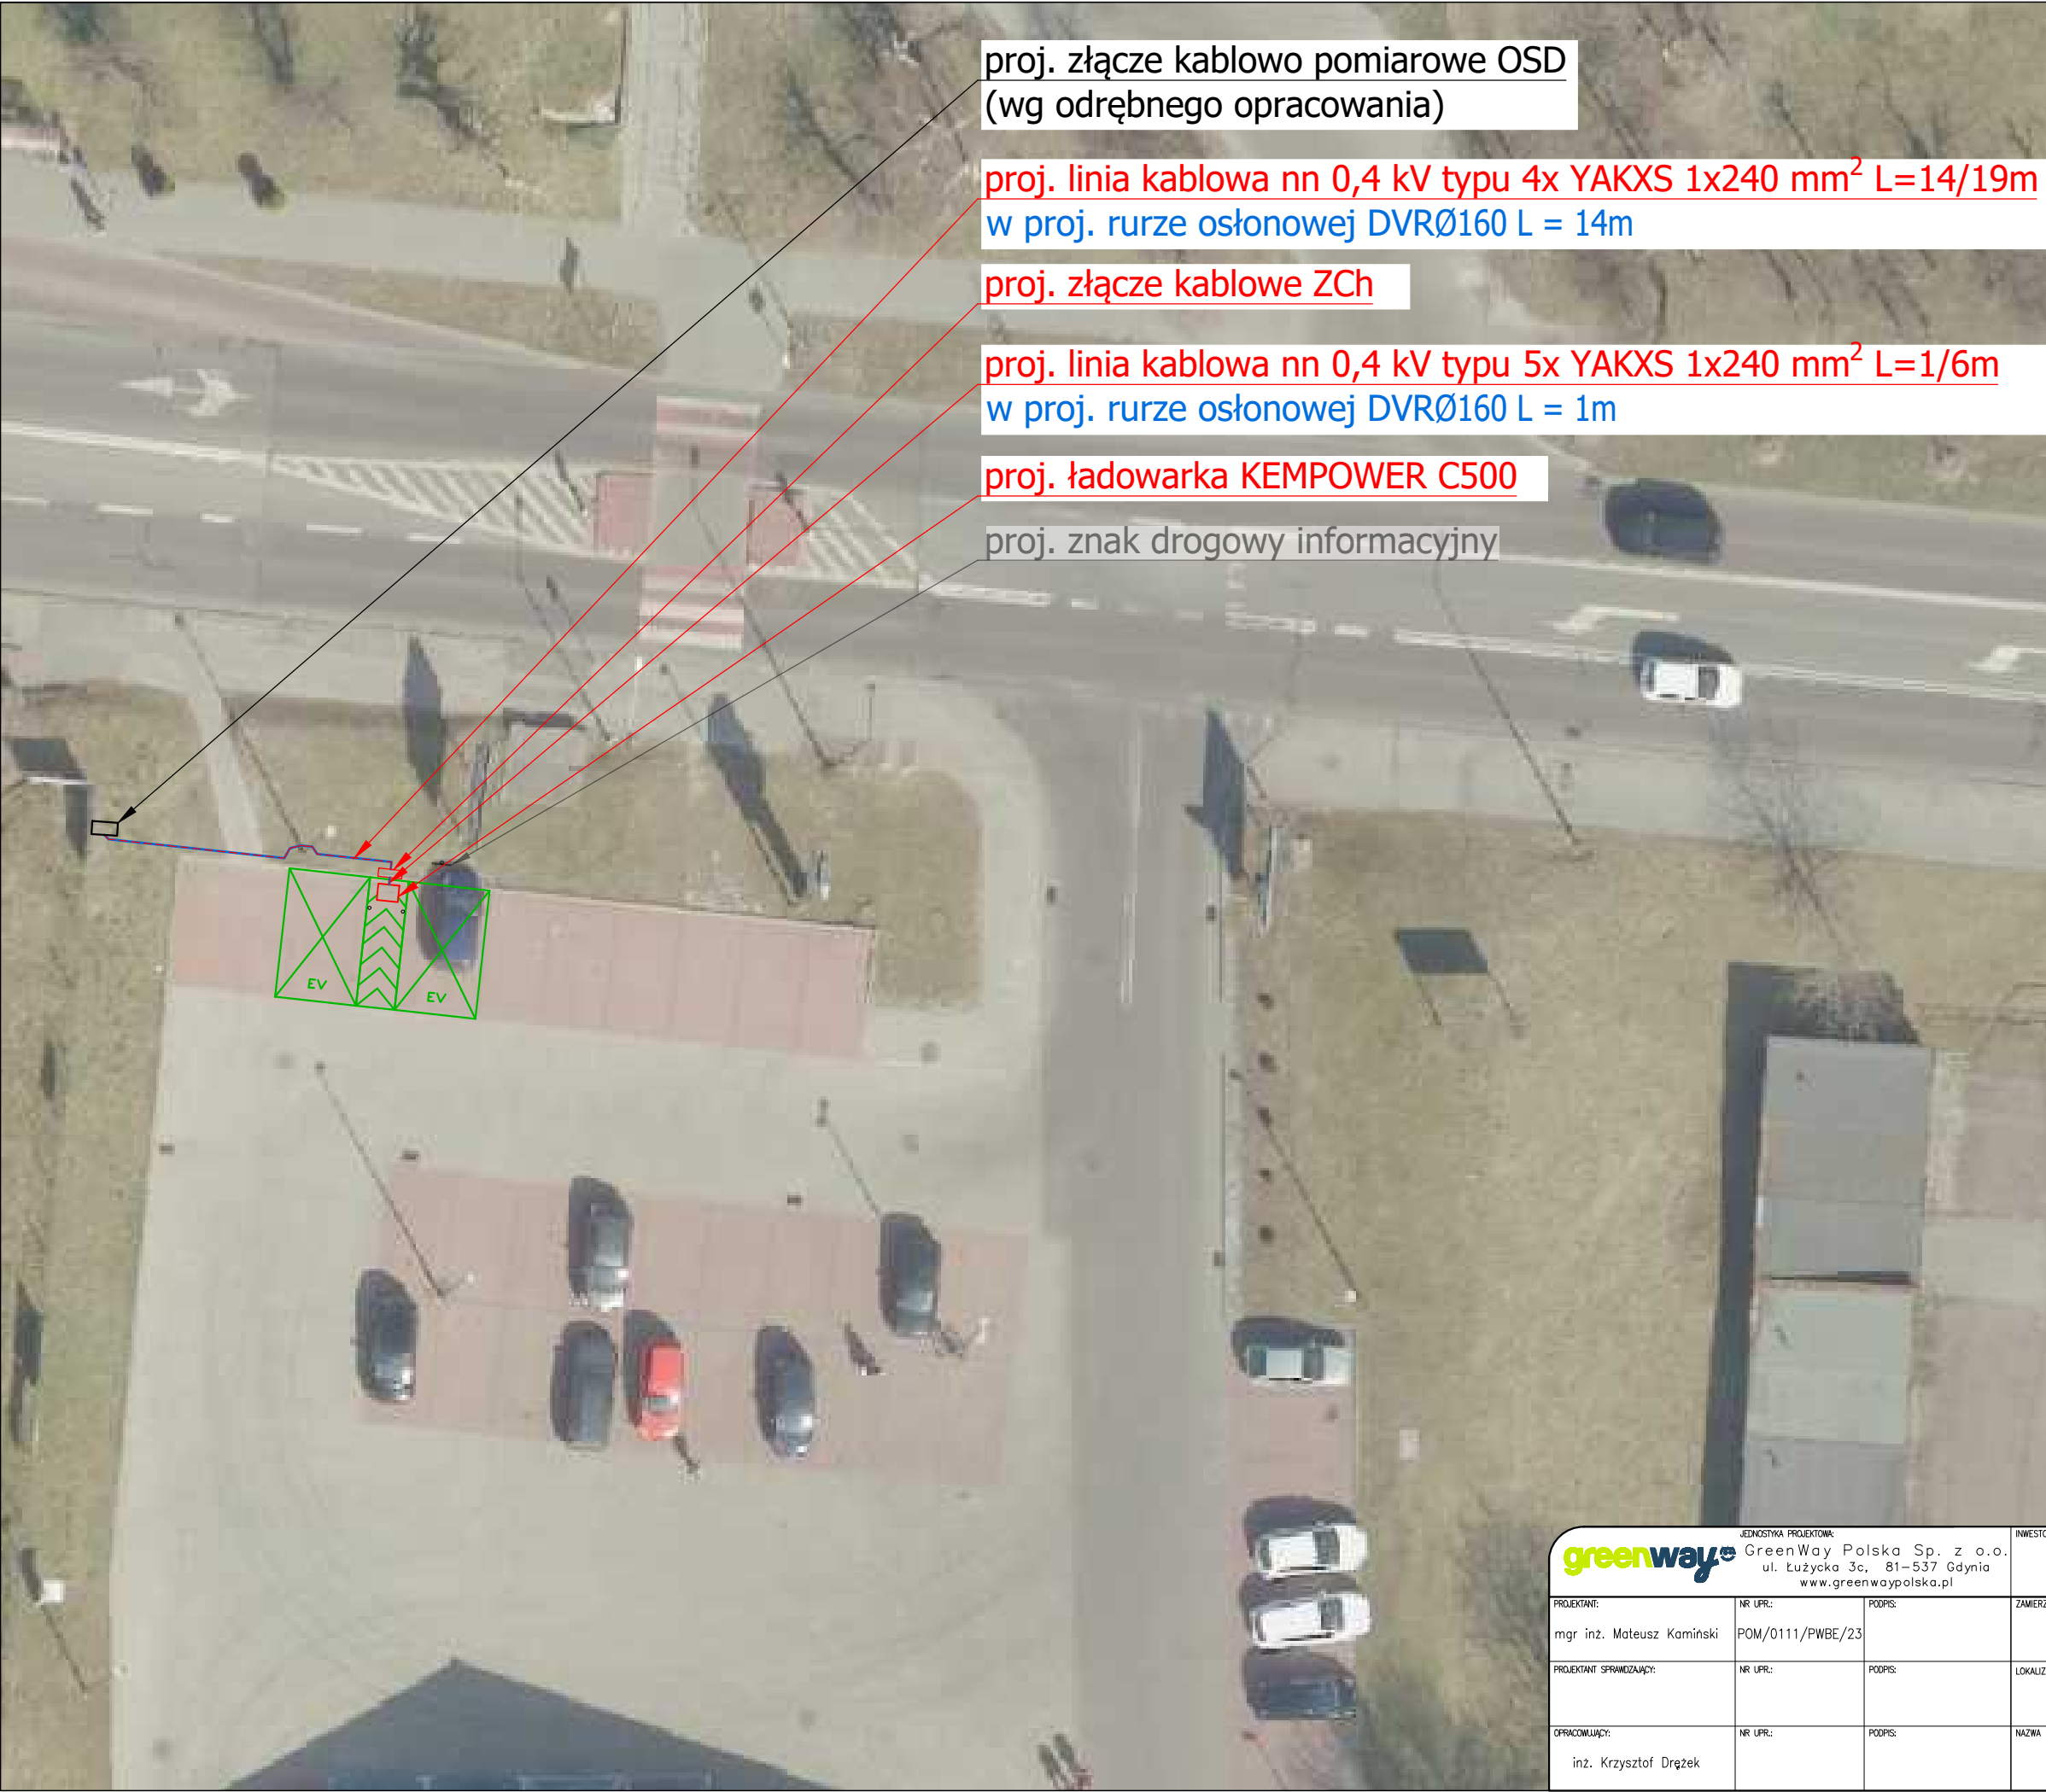 proj. złącze kablowo pomiarowe OSD
(wg odrębnego opracowania)
proj. linia kablowa nn 0,4 kV typu 4x YAKXS 1x240 mm² L=14/19m
w proj. rurze osłonowej DVRØ160 L = 14m
proj. złącze kablowe ZCh
proj. linia kablowa nn 0,4 kV typu 5x YAKXS 1x240 mm² L=1/6m
w proj. rurze osłonowej DVRØ160 L = 1m
proj. ładowarka KEMPOWER C500
proj. znak drogowy informacyjny
EV
EV
greenway
JEDNOSTYKA PROJEKTOWA:
GreenWay Polska Sp. z o.o.
ul. Łużycka 3c, 81-537 Gdynia
www.greenwaypolska.pl
INWESTO
PROJEKTANT:
mgr inż. Mateusz Kamiński
NR UPR.:
POM/0111/PWBE/23
PODPIS:
ZAMIERZ
PROJEKTANT SPRAWDZAJĄCY:
NR UPR.:
PODPIS:
LOKALIZ
OPRACOWUJĄCY:
inż. Krzysztof Drężek
NR UPR.:
PODPIS:
NAZWA